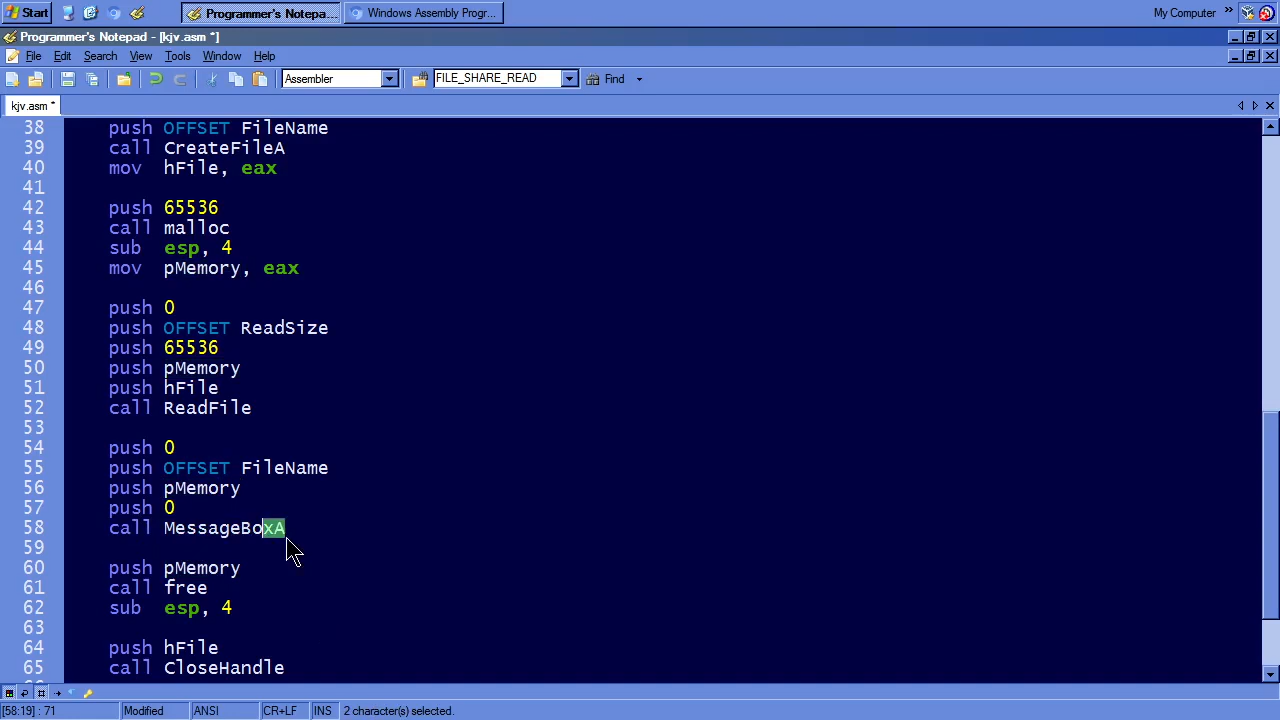 Start Programmer's Notepa... Windows Assembly Progr... My Computer »
Programmer's Notepad - [kjv.asm *]
File Edit Search View Tools Window Help
Assembler FILE_SHARE_READ Find
kjv.asm *
38 push OFFSET FileName
39 call CreateFileA
40 mov hFile, eax
41
42 push 65536
43 call malloc
44 sub esp, 4
45 mov pMemory, eax
46
47 push 0
48 push OFFSET ReadSize
49 push 65536
50 push pMemory
51 push hFile
52 call ReadFile
53
54 push 0
55 push OFFSET FileName
56 push pMemory
57 push 0
58 call MessageBoxA
59
60 push pMemory
61 call free
62 sub esp, 4
63
64 push hFile
65 call CloseHandle
[58:19] : 71 Modified ANSI CR+LF INS 2 character(s) selected.